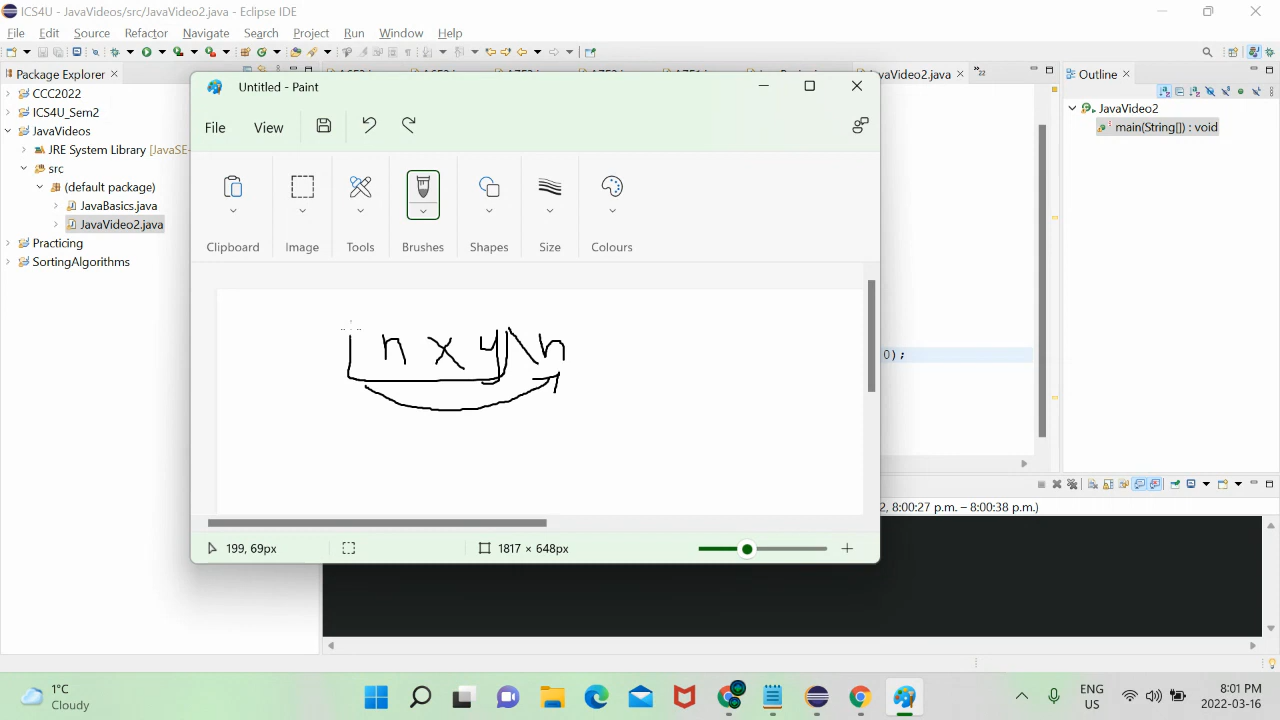 ICS4U - JavaVideos/src/JavaVideo2.java - Eclipse IDE
File Edit Source Refactor Navigate Search Project Run Window Help
Package Explorer
JavaVideo2.java
Outline
CCC2022
ICS4U_Sem2
JavaVideos
JRE System Library [JavaSE-
src
(default package)
JavaBasics.java
JavaVideo2.java
Practicing
SortingAlgorithms
Untitled - Paint
File View
Clipboard Image Tools Brushes Shapes Size Colours
n x y \n
199, 69px
1817 × 648px
JavaVideo2
main(String[]) : void
0);
2, 8:00:27 p.m. – 8:00:38 p.m.)
1°C
Cloudy
ENG
US
8:01 PM
2022-03-16